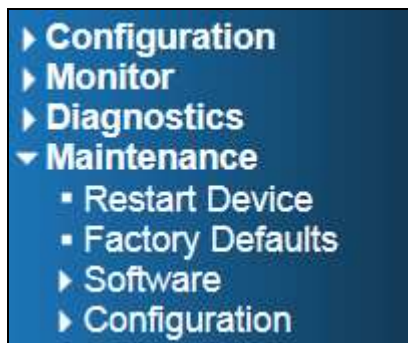 Configuration
Monitor
Diagnostics
Maintenance
Restart Device
Factory Defaults
Software
Configuration